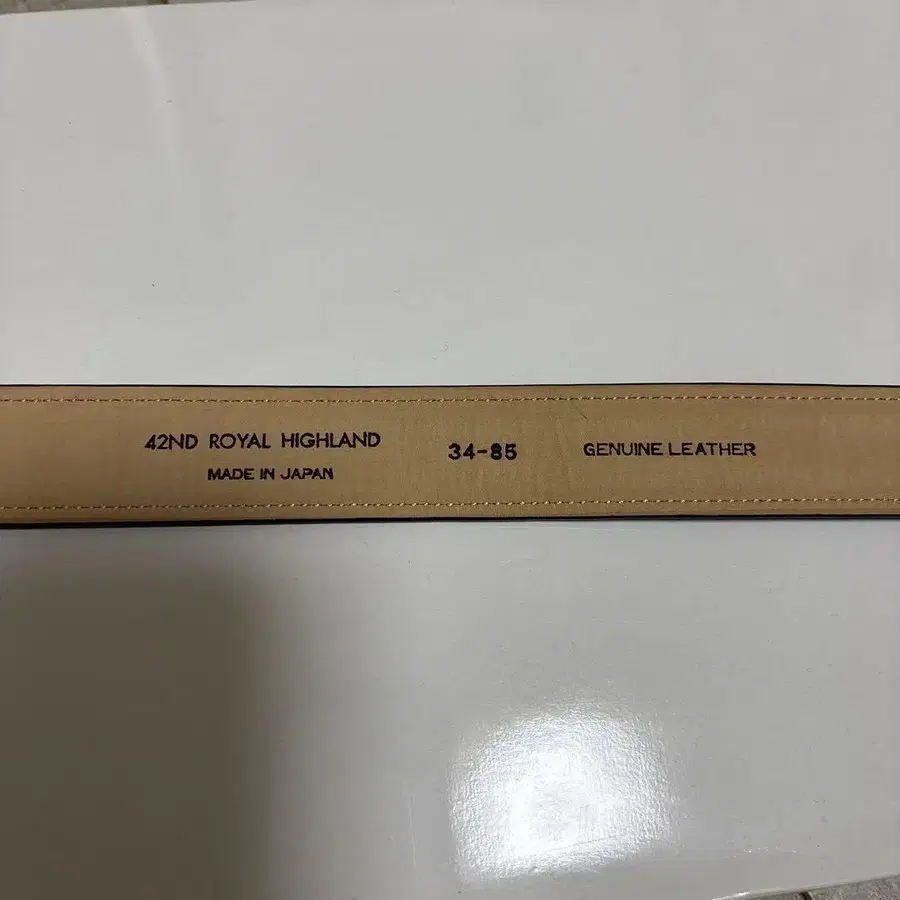 42ND ROYAL HIGHLAND
MADE IN JAPAN
34-85
GENUINE LEATHER